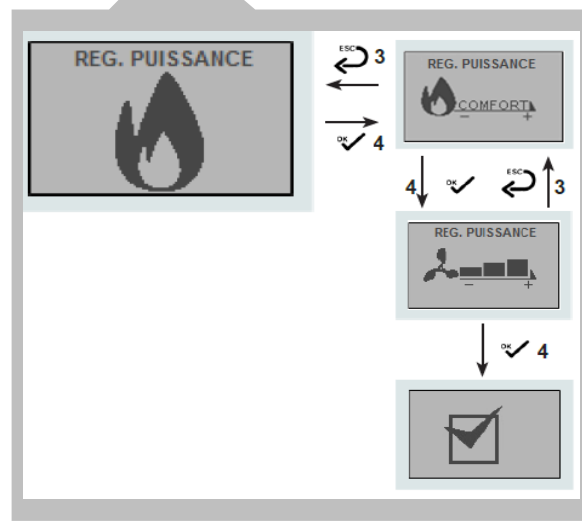 REG. PUISSANCE
ESC 3
OK 4
REG. PUISSANCE
COMFORT
- +
4 OK
ESC 3
REG. PUISSANCE
- +
OK 4